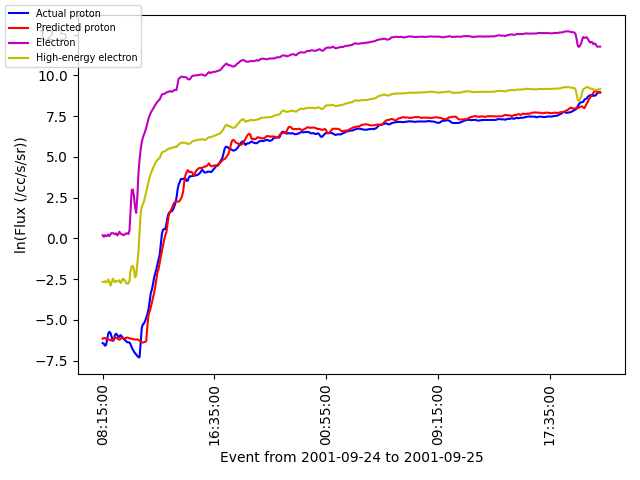 Actual proton
Predicted proton
Electron
High-energy electron
12.5
10.0
7.5
5.0
2.5
0.0
−2.5
−5.0
−7.5
ln(Flux (/cc/s/sr))
08:15:00
16:35:00
00:55:00
09:15:00
17:35:00
Event from 2001-09-24 to 2001-09-25